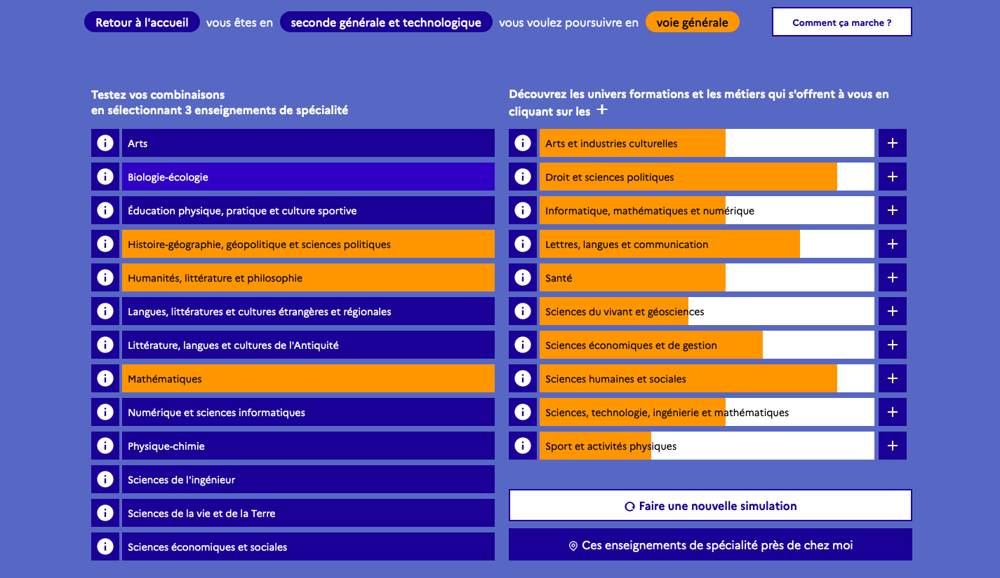 Retour à l'accueil vous êtes en seconde générale et technologique vous voulez poursuivre en voie générale Comment ça marche ?
Testez vos combinaisons
en sélectionnant 3 enseignements de spécialité
Arts
Biologie-écologie
Éducation physique, pratique et culture sportive
Histoire-géographie, géopolitique et sciences politiques
Humanités, littérature et philosophie
Langues, littératures et cultures étrangères et régionales
Littérature, langues et cultures de l'Antiquité
Mathématiques
Numérique et sciences informatiques
Physique-chimie
Sciences de l'ingénieur
Sciences de la vie et de la Terre
Sciences économiques et sociales
Découvrez les univers formations et les métiers qui s'offrent à vous en
cliquant sur les +
Arts et industries culturelles
Droit et sciences politiques
Informatique, mathématiques et numérique
Lettres, langues et communication
Santé
Sciences du vivant et géosciences
Sciences économiques et de gestion
Sciences humaines et sociales
Sciences, technologie, ingénierie et mathématiques
Sport et activités physiques
Faire une nouvelle simulation
Ces enseignements de spécialité près de chez moi